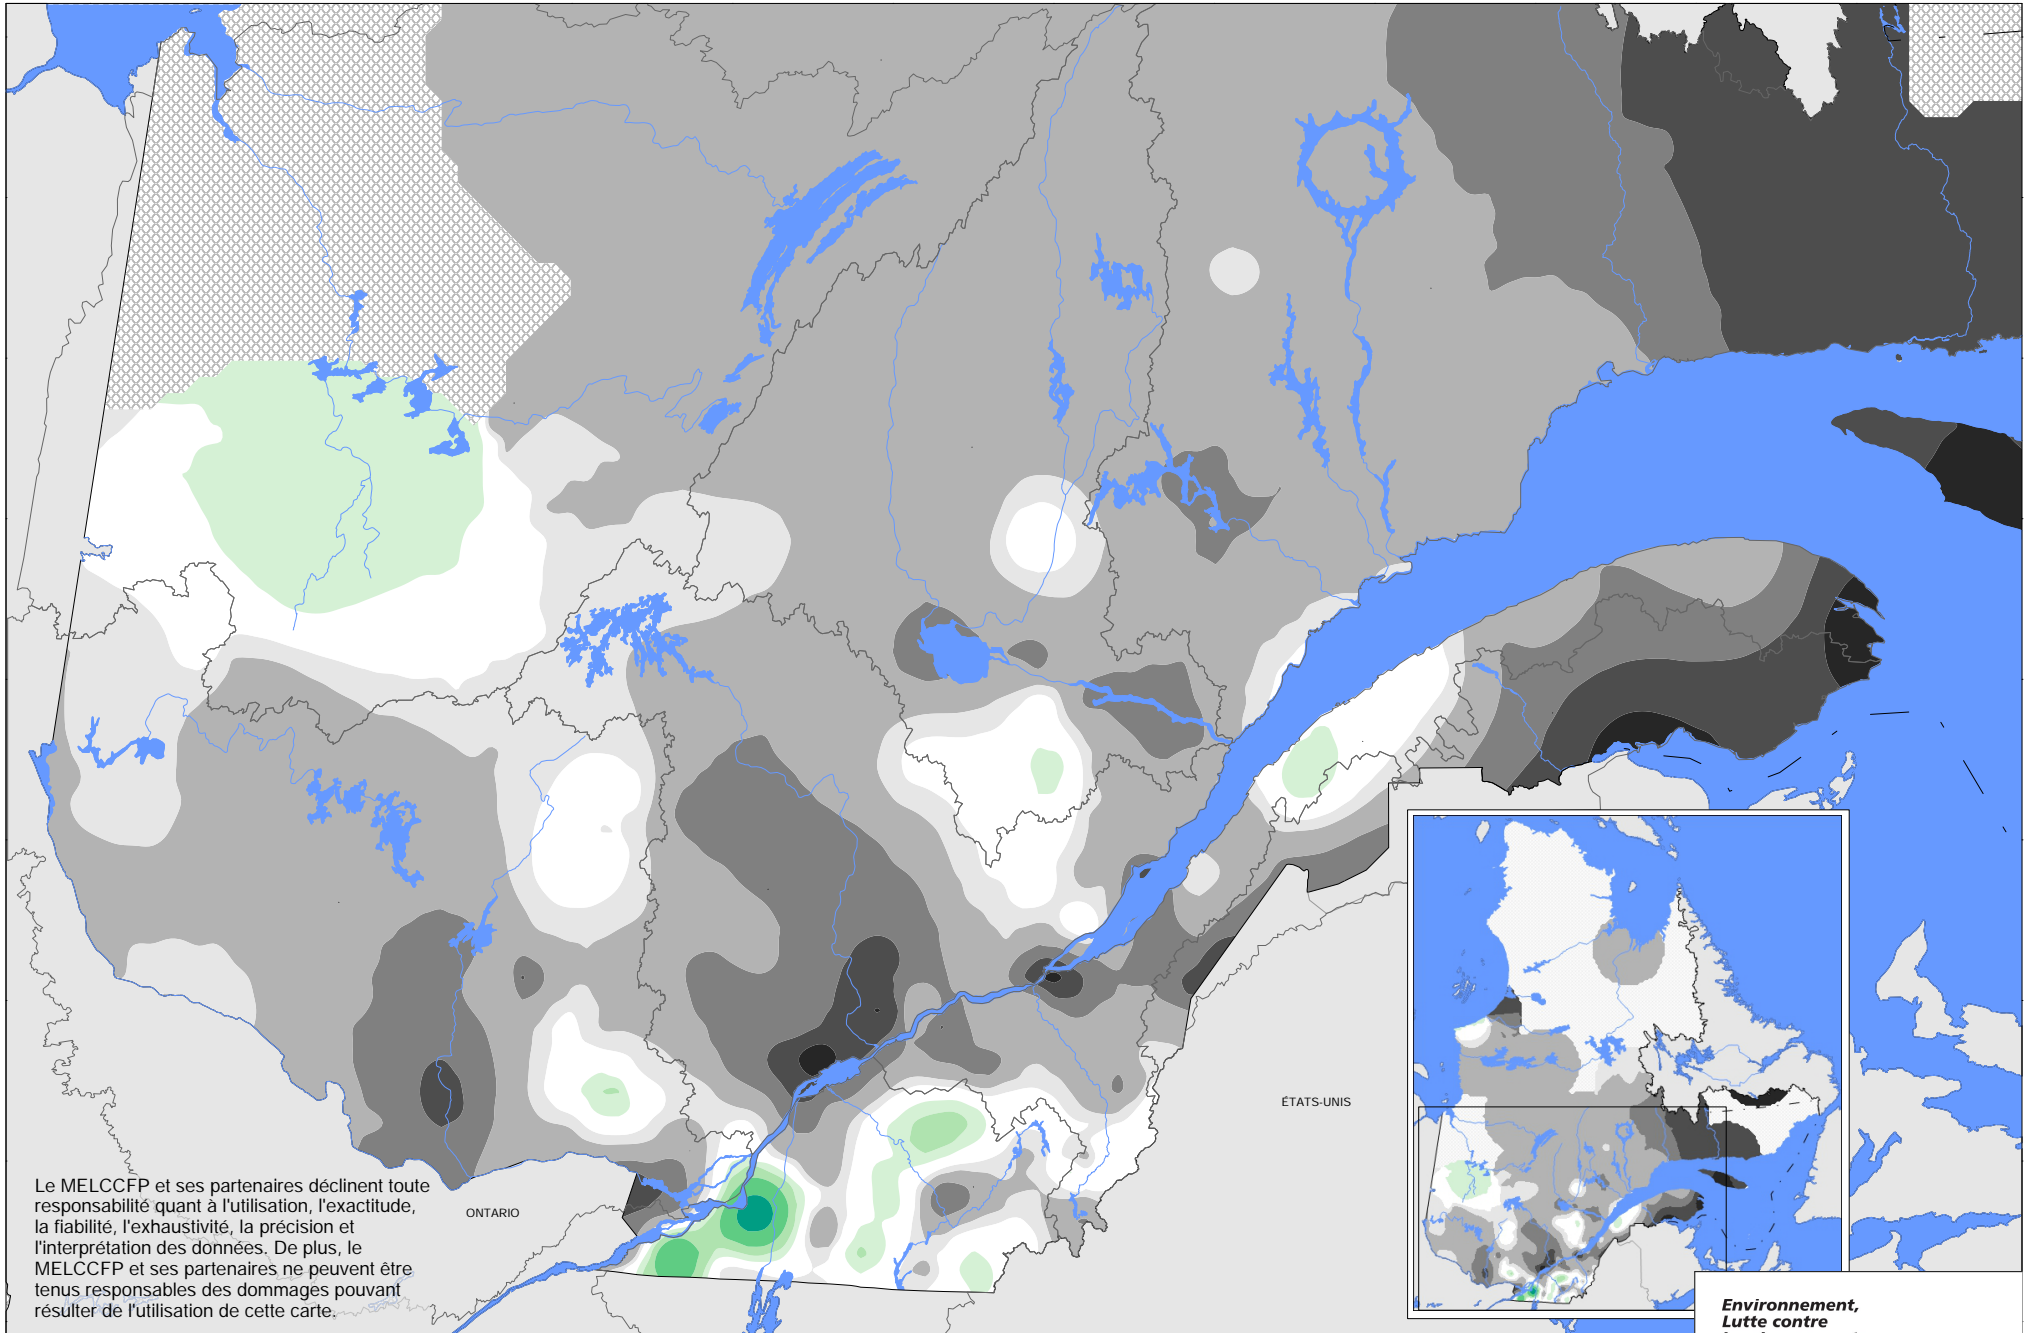 ÉTATS-UNIS
Le MELCCFP et ses partenaires déclinent toute
responsabilité quant à l'utilisation, l'exactitude,
la fiabilité, l'exhaustivité, la précision et
l'interprétation des données. De plus, le
MELCCFP et ses partenaires ne peuvent être
tenus responsables des dommages pouvant
résulter de l'utilisation de cette carte.
ONTARIO
Environnement,
Lutte contre